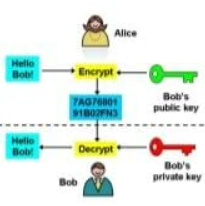 Alice
Hello
Bob!
Encrypt
Bob's
public key
7AG76801
91B02FN3
Hello
Bob!
Decrypt
Bob's
private key
Bob